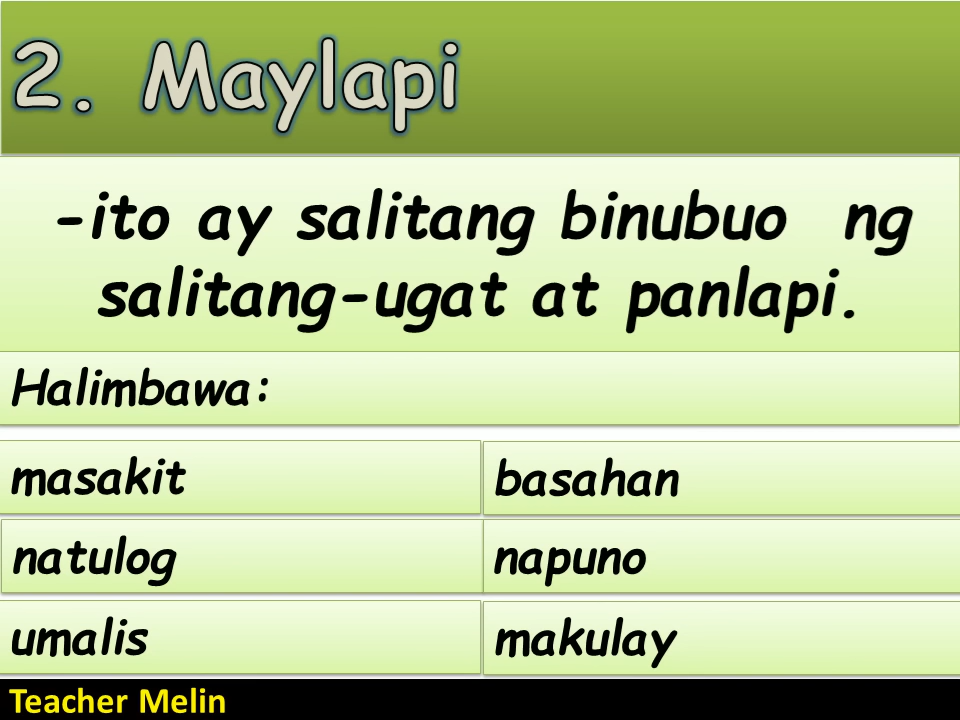 2. Maylapi
-ito ay salitang binubuo ng
salitang-ugat at panlapi.
Halimbawa:
masakit
basahan
natulog
napuno
umalis
makulay
Teacher Melin